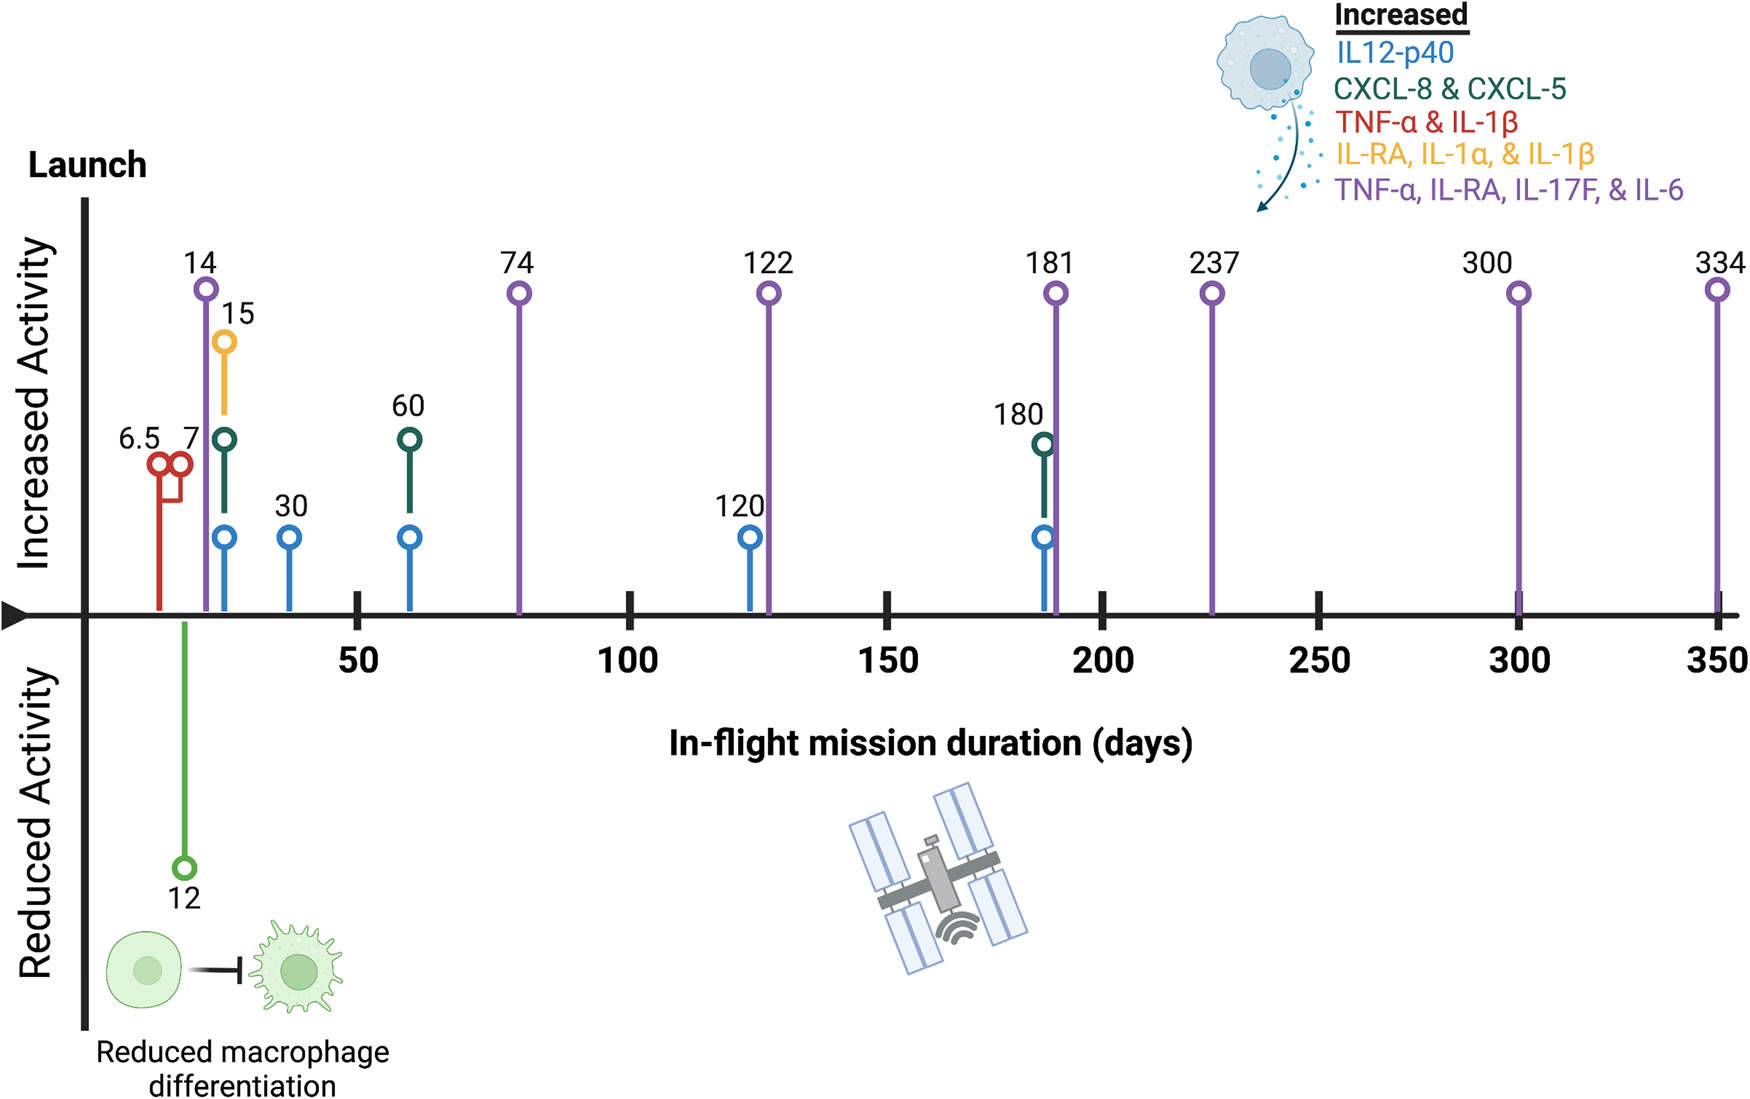 Increased
IL12-p40
CXCL-8 & CXCL-5
TNF-α & IL-1β
IL-RA, IL-1α, & IL-1β
TNF-α, IL-RA, IL-17F, & IL-6
Launch
Increased Activity
14
74
122
181
237
300
334
15
60
180
6.5
7
30
120
50
100
150
200
250
300
350
Reduced Activity
In-flight mission duration (days)
12
Reduced macrophage
differentiation